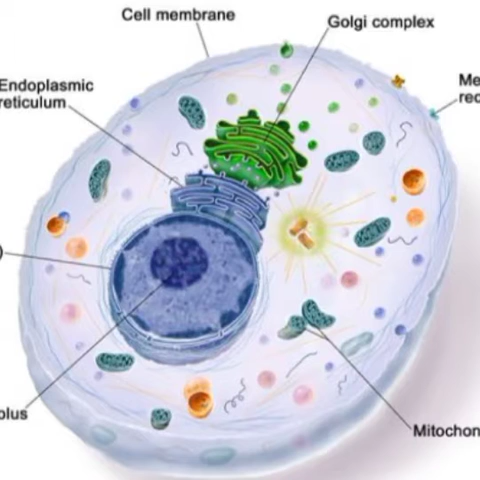 Cell membrane
Golgi complex
Endoplasmic
reticulum
Me
rec
)
olus
Mitochon